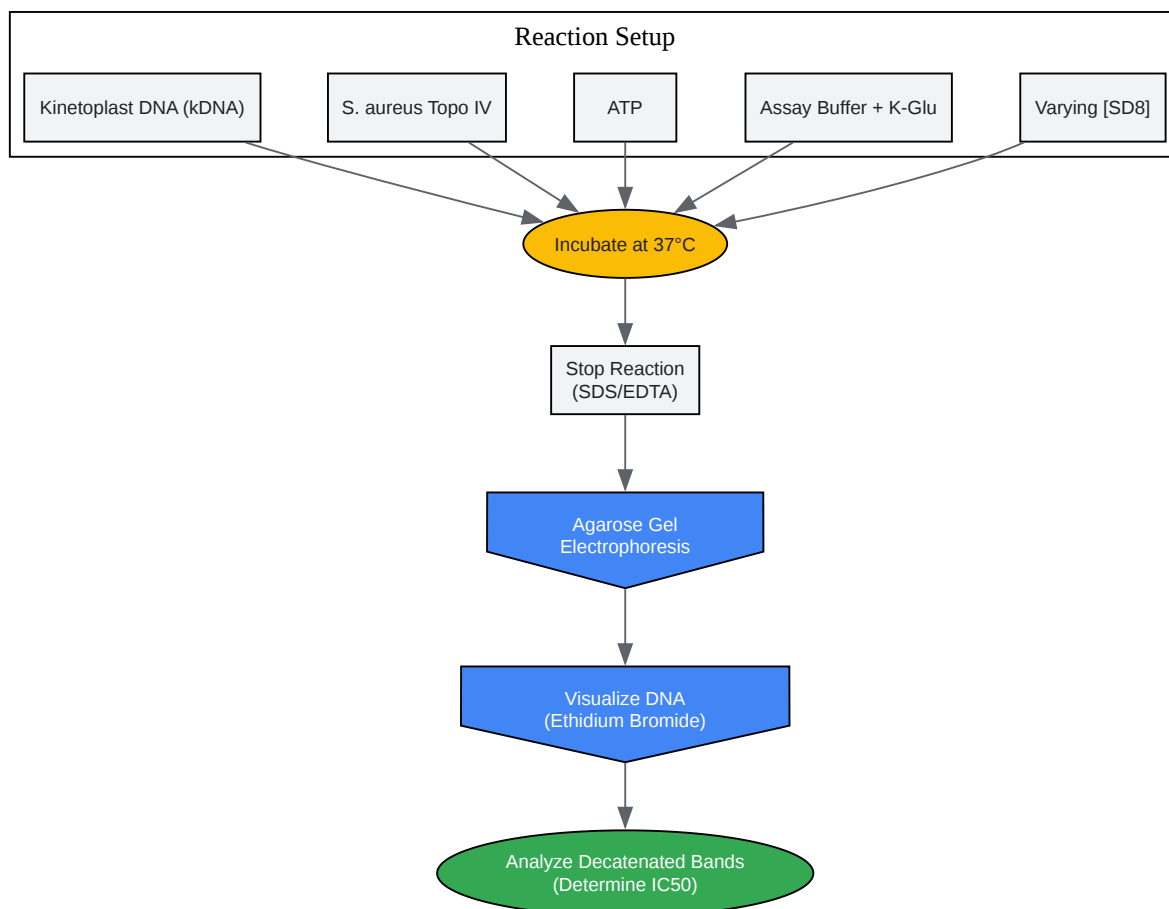 Reaction Setup
Kinetoplast DNA (kDNA)
S. aureus Topo IV
ATP
Assay Buffer + K-Glu
Varying [SD8]
Incubate at 37°C
Stop Reaction
(SDS/EDTA)
Agarose Gel
Electrophoresis
Visualize DNA
(Ethidium Bromide)
Analyze Decatenated Bands
(Determine IC50)